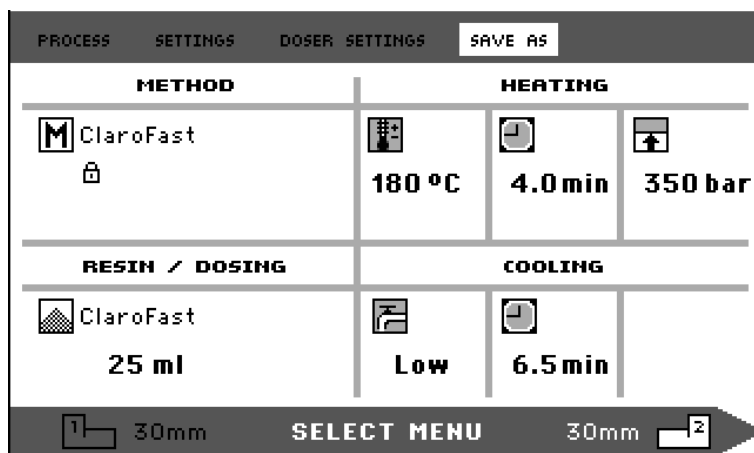 PROCESS SETTINGS DOSER SETTINGS SAVE AS
METHOD HEATING
M ClaroFast
180 ºC 4.0 min 350 bar
RESIN / DOSING COOLING
ClaroFast
25 ml Low 6.5 min
1 30mm SELECT MENU 30mm 2